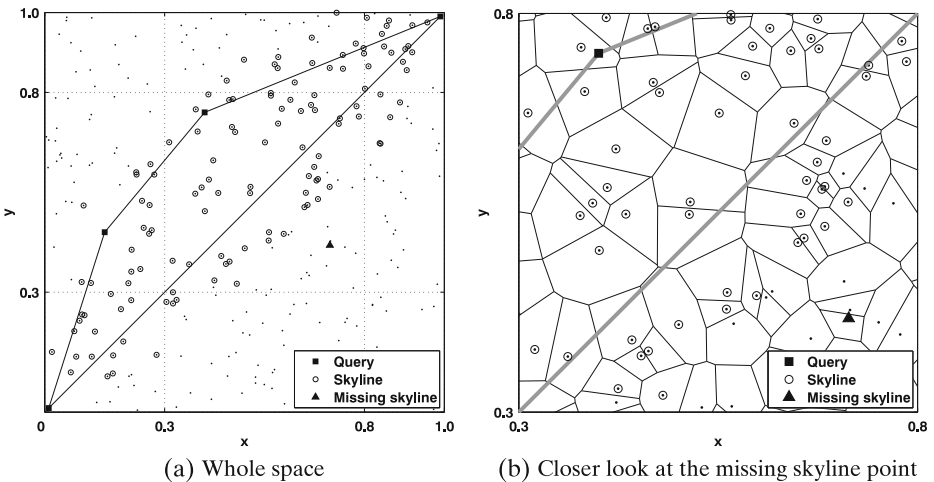 1.0
0.8
0.3
0
0.3
0.8
1.0
y
x
Query
Skyline
Missing skyline
(a) Whole space
0.8
0.3
0.3
0.8
y
x
Query
Skyline
Missing skyline
(b) Closer look at the missing skyline point